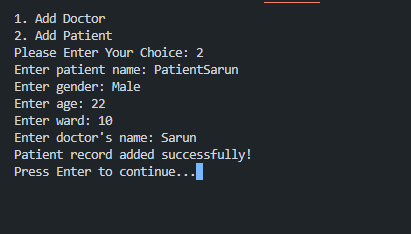 1. Add Doctor
2. Add Patient
Please Enter Your Choice: 2
Enter patient name: PatientSarun
Enter gender: Male
Enter age: 22
Enter ward: 10
Enter doctor's name: Sarun
Patient record added successfully!
Press Enter to continue...